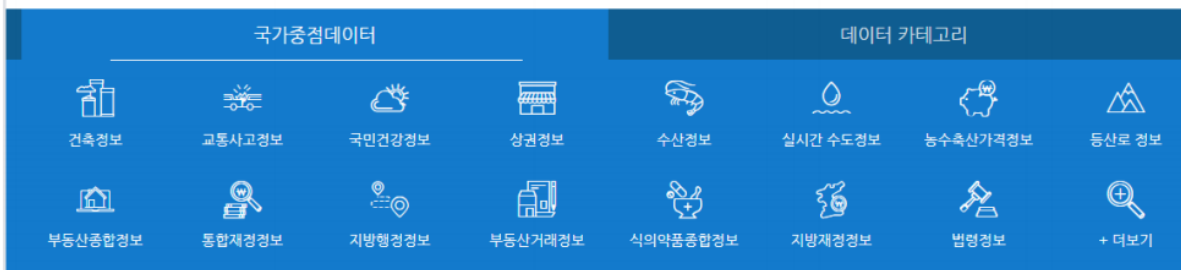 국가중점데이터 데이터 카테고리
건축정보 교통사고정보 국민건강정보 상권정보 수산정보 실시간 수도정보 농수축산가격정보 등산로 정보
부동산종합정보 통합재정정보 지방행정정보 부동산거래정보 식의약품종합정보 지방재정정보 법령정보 + 더보기